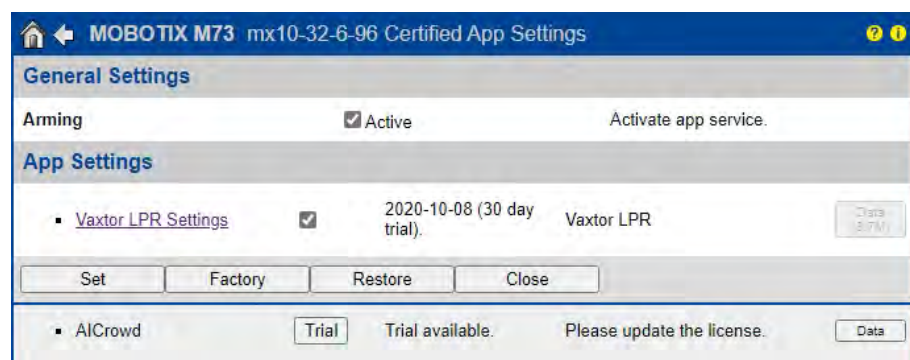 MOBOTIX M73 mx10-32-6-96 Certified App Settings ? i
General Settings
Arming Active Activate app service.
App Settings
Vaxtor LPR Settings 2020-10-08 (30 day trial). Vaxtor LPR Data
Set Factory Restore Close
AICrowd Trial Trial available. Please update the license. Data